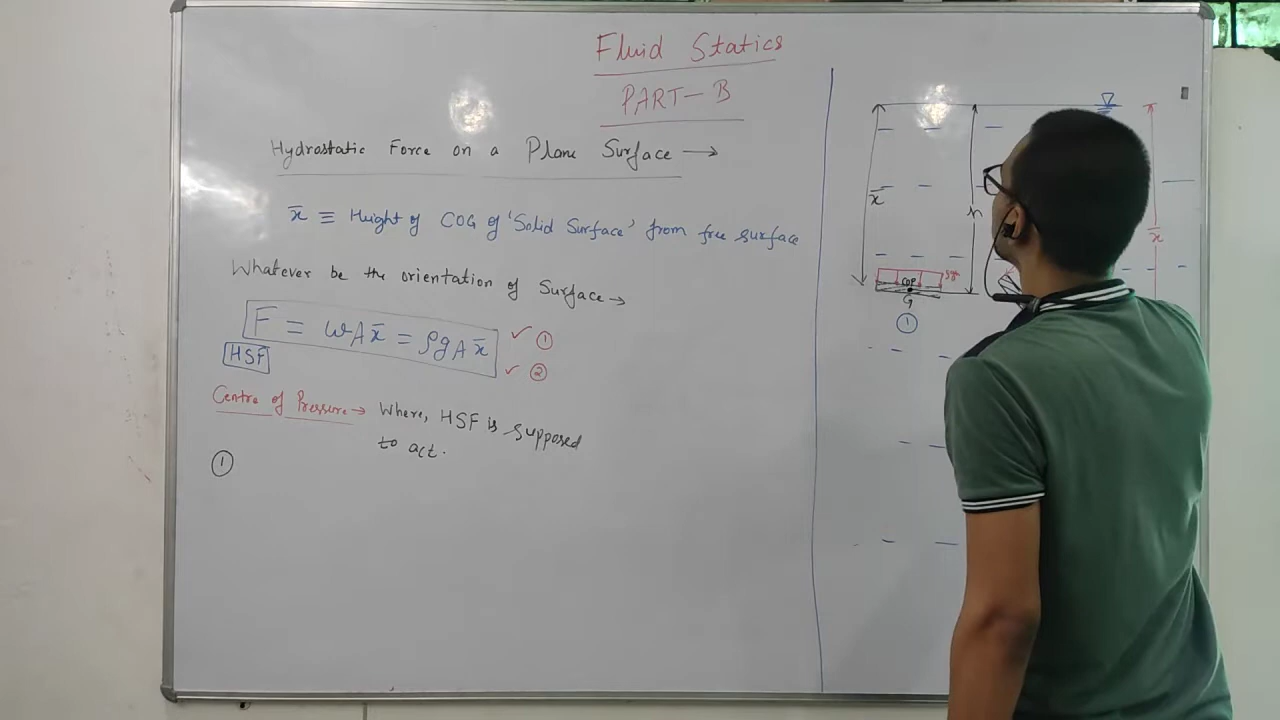 Fluid Statics
PART-B
Hydrostatic Force on a Plane Surface →
x̄ ≡ Height of COG of 'Solid Surface' from free surface
Whatever be the orientation of Surface →
F = wAx̄ = ρgAx̄ ✓ ①
HSF ✓ ②
Centre of Pressure → Where, HSF is supposed
to act.
①
x̄
h
x̄
COP
G
①